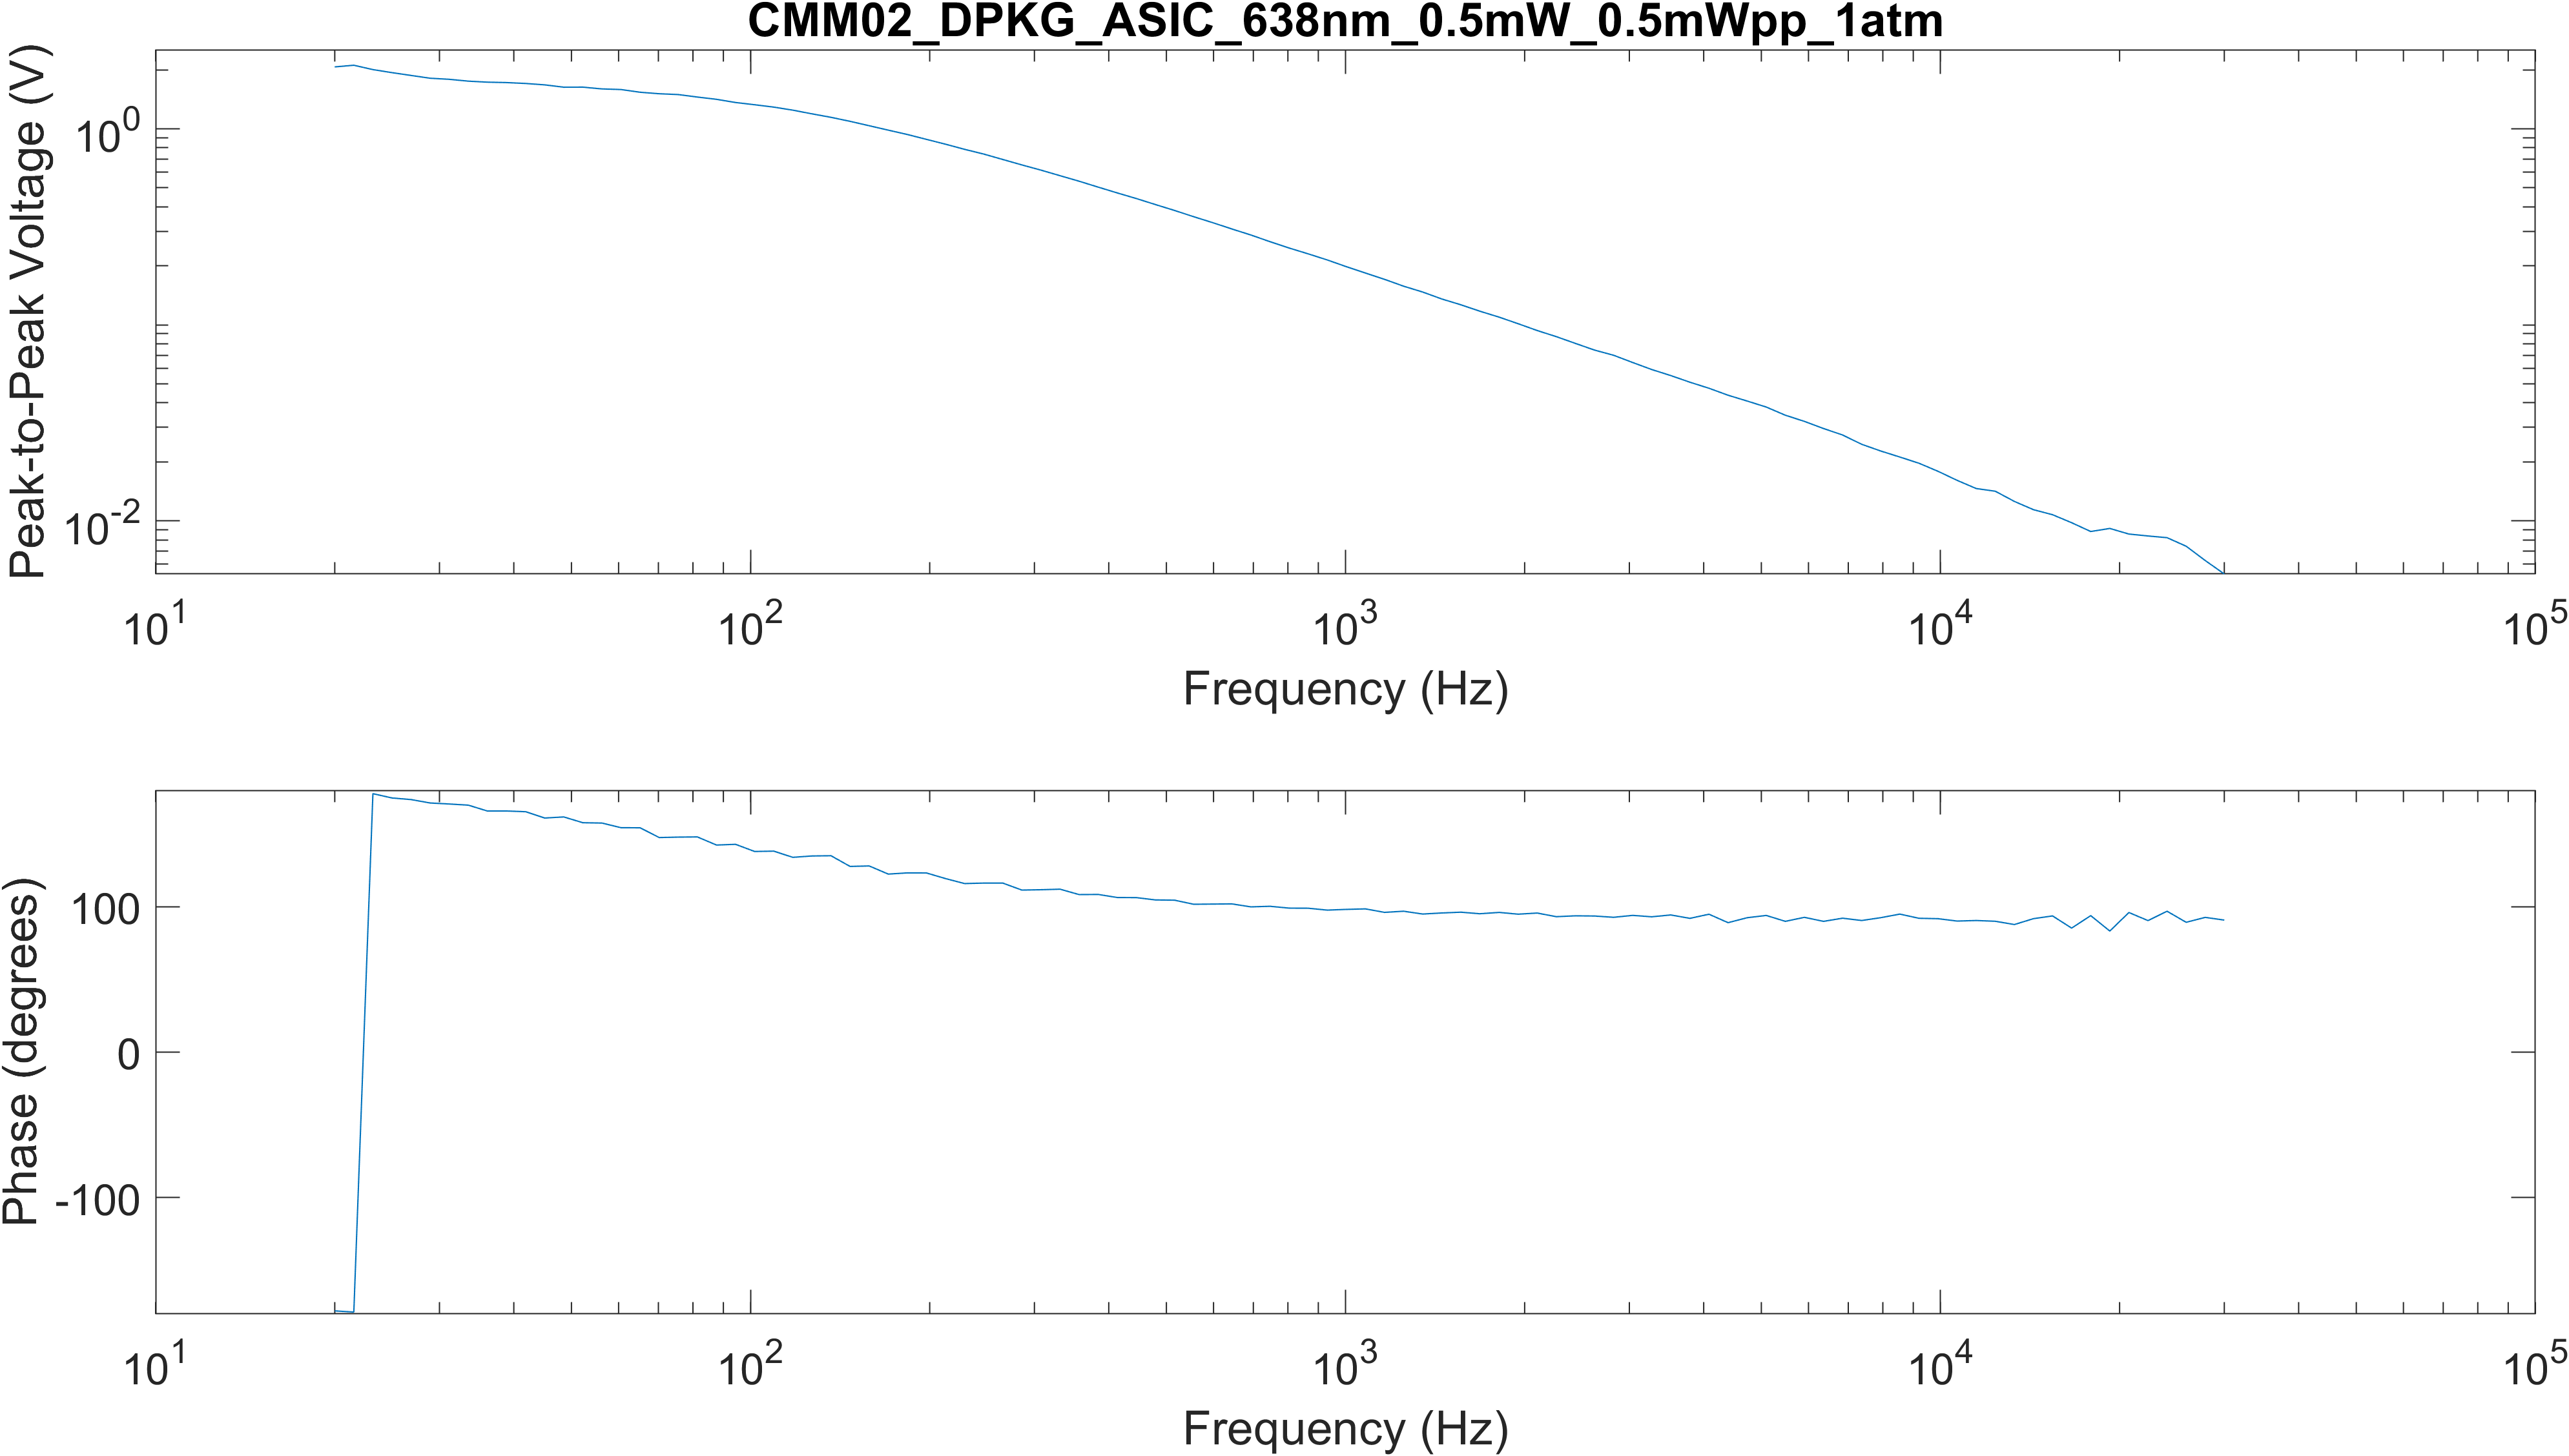 CMM02_DPKG_ASIC_638nm_0.5mW_0.5mWpp_1atm
Peak-to-Peak Voltage (V)
10^0
10^-2
10^1 10^2 10^3 10^4 10^5
Frequency (Hz)
Phase (degrees)
100
0
-100
10^1 10^2 10^3 10^4 10^5
Frequency (Hz)